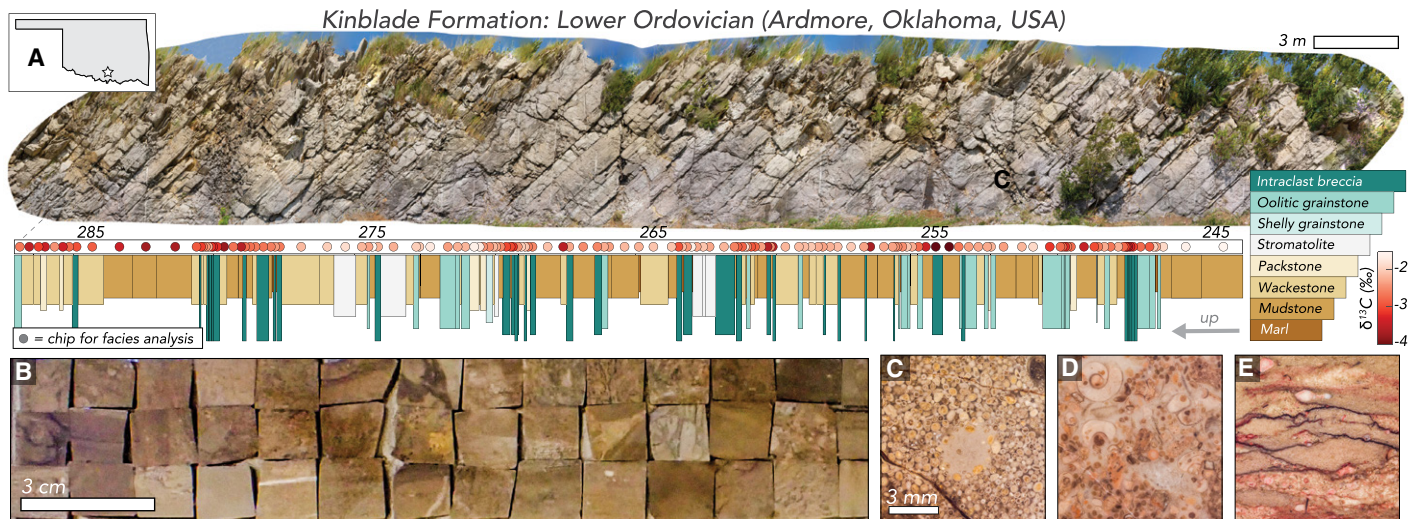 Kinblade Formation: Lower Ordovician (Ardmore, Oklahoma, USA)
A
3 m
C
Intraclast breccia
Oolitic grainstone
Shelly grainstone
Stromatolite
Packstone
Wackestone
Mudstone
Marl
285 275 265 255 245
δ¹³C (‰)
-2
-3
-4
up
= chip for facies analysis
B
3 cm
C
3 mm
D
E